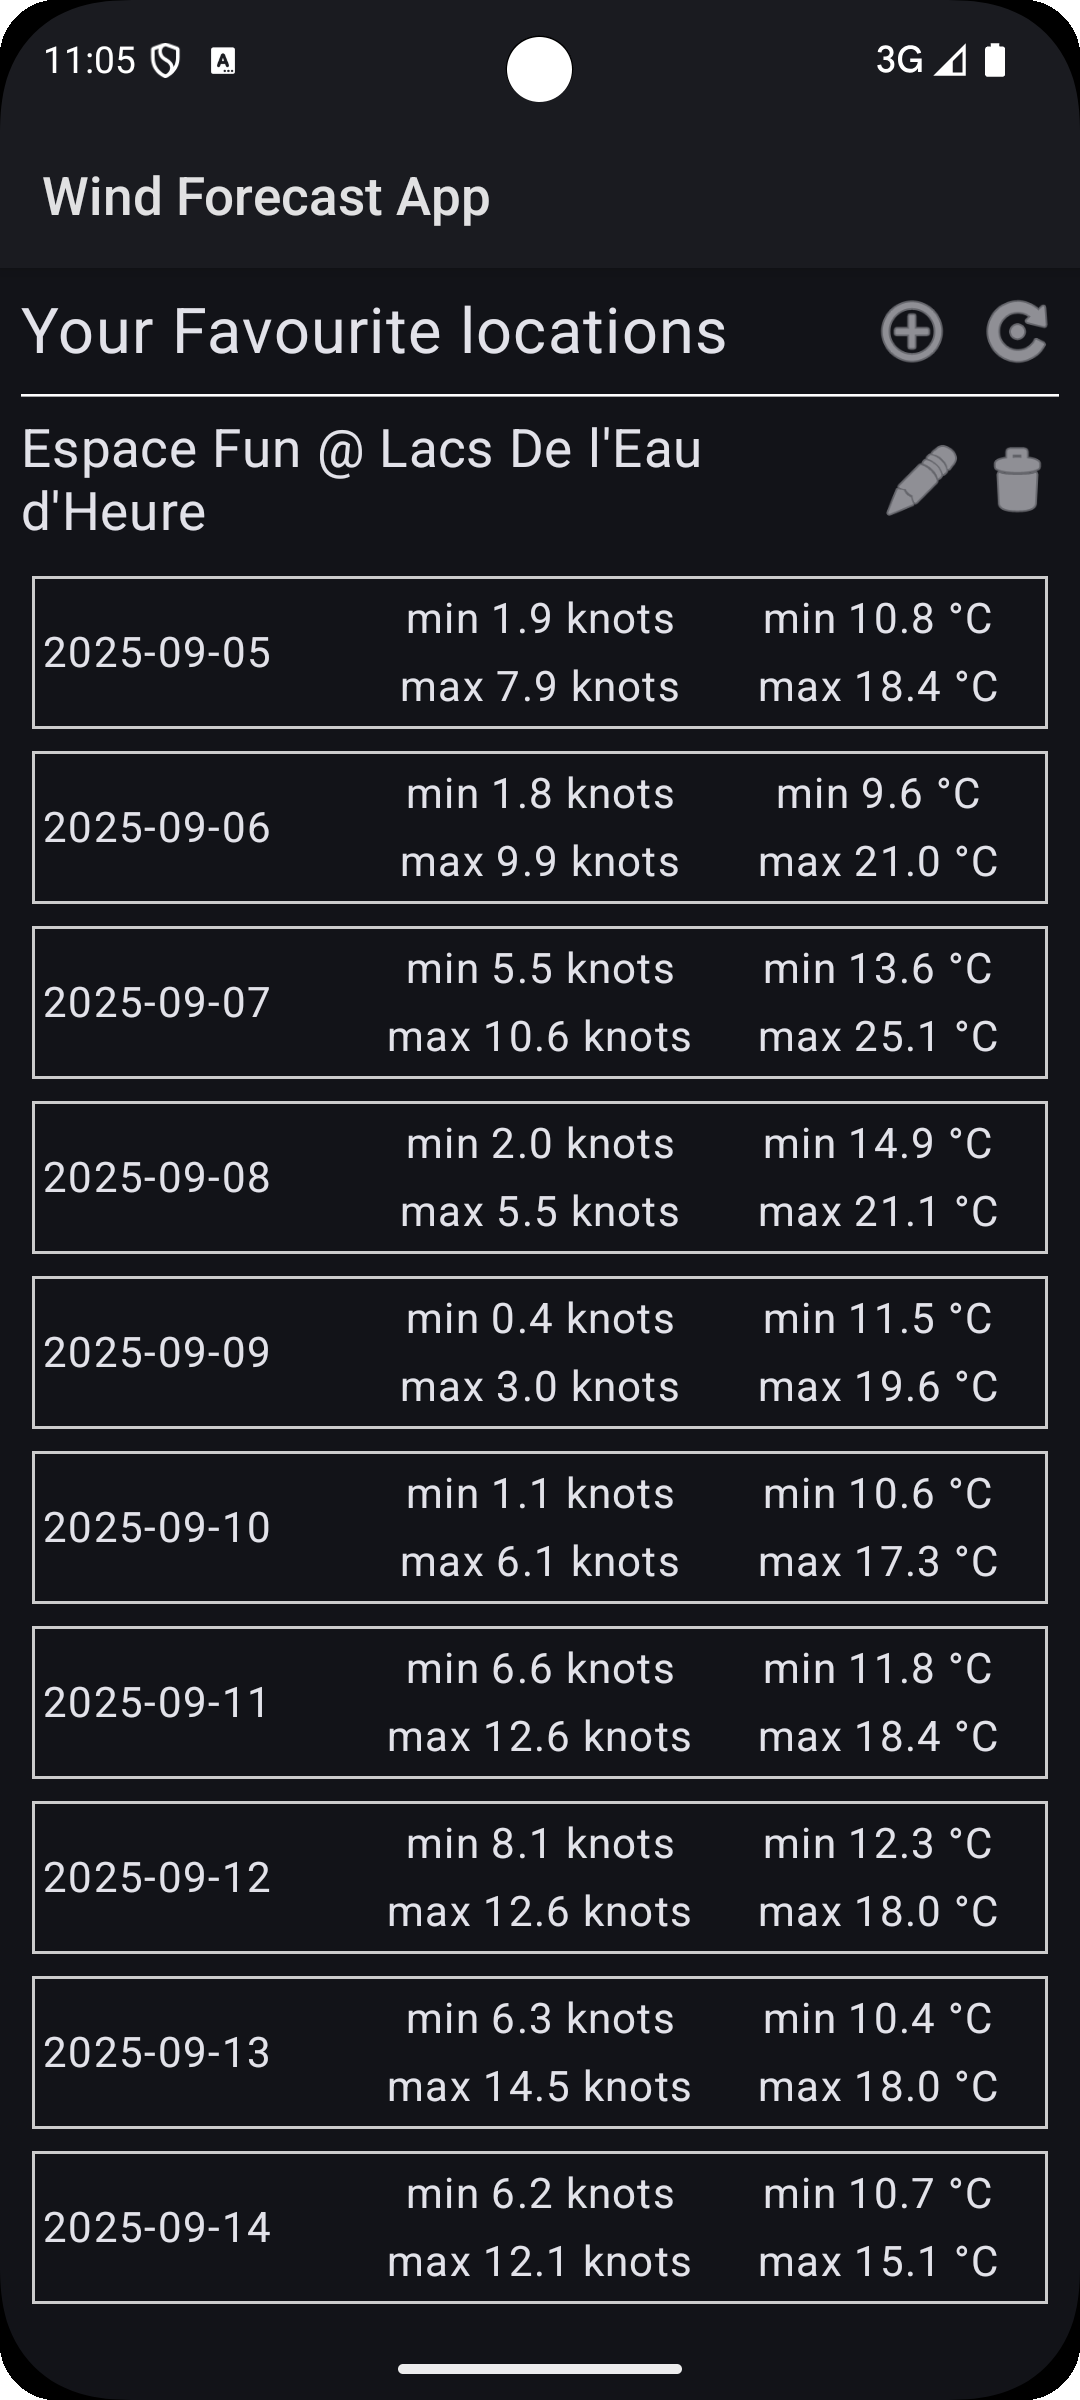 11:05
3G
Wind Forecast App
Your Favourite locations
Espace Fun @ Lacs De l'Eau
d'Heure
2025-09-05
min 1.9 knots
max 7.9 knots
min 10.8 °C
max 18.4 °C
2025-09-06
min 1.8 knots
max 9.9 knots
min 9.6 °C
max 21.0 °C
2025-09-07
min 5.5 knots
max 10.6 knots
min 13.6 °C
max 25.1 °C
2025-09-08
min 2.0 knots
max 5.5 knots
min 14.9 °C
max 21.1 °C
2025-09-09
min 0.4 knots
max 3.0 knots
min 11.5 °C
max 19.6 °C
2025-09-10
min 1.1 knots
max 6.1 knots
min 10.6 °C
max 17.3 °C
2025-09-11
min 6.6 knots
max 12.6 knots
min 11.8 °C
max 18.4 °C
2025-09-12
min 8.1 knots
max 12.6 knots
min 12.3 °C
max 18.0 °C
2025-09-13
min 6.3 knots
max 14.5 knots
min 10.4 °C
max 18.0 °C
2025-09-14
min 6.2 knots
max 12.1 knots
min 10.7 °C
max 15.1 °C